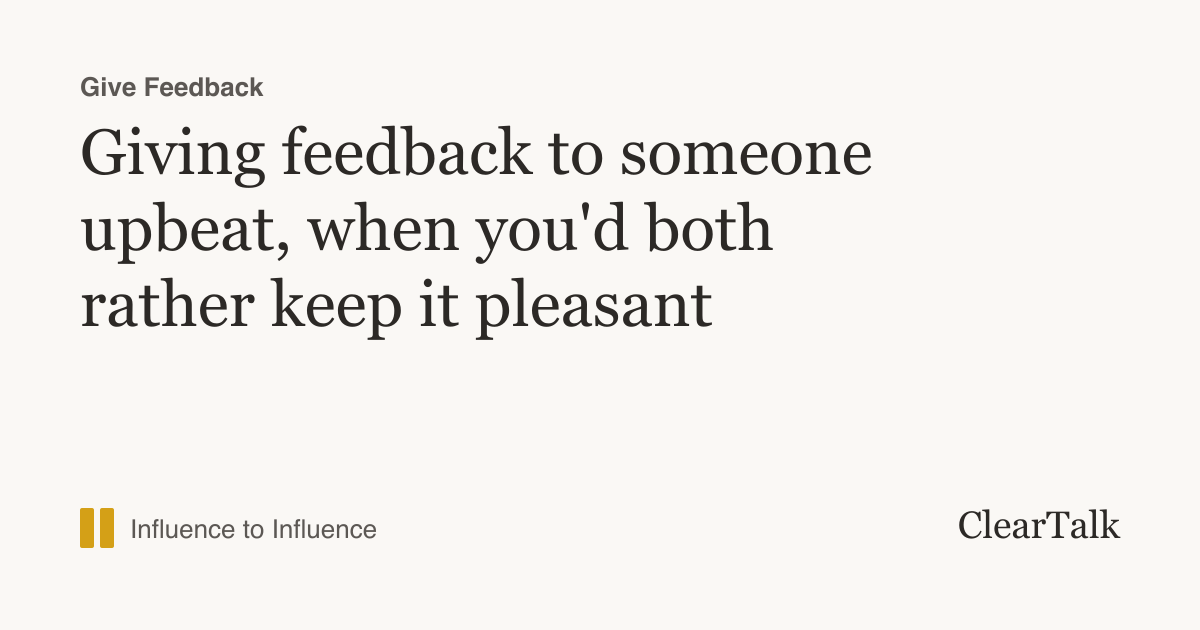 Give Feedback
Giving feedback to someone
upbeat, when you'd both
rather keep it pleasant
Influence to Influence
ClearTalk